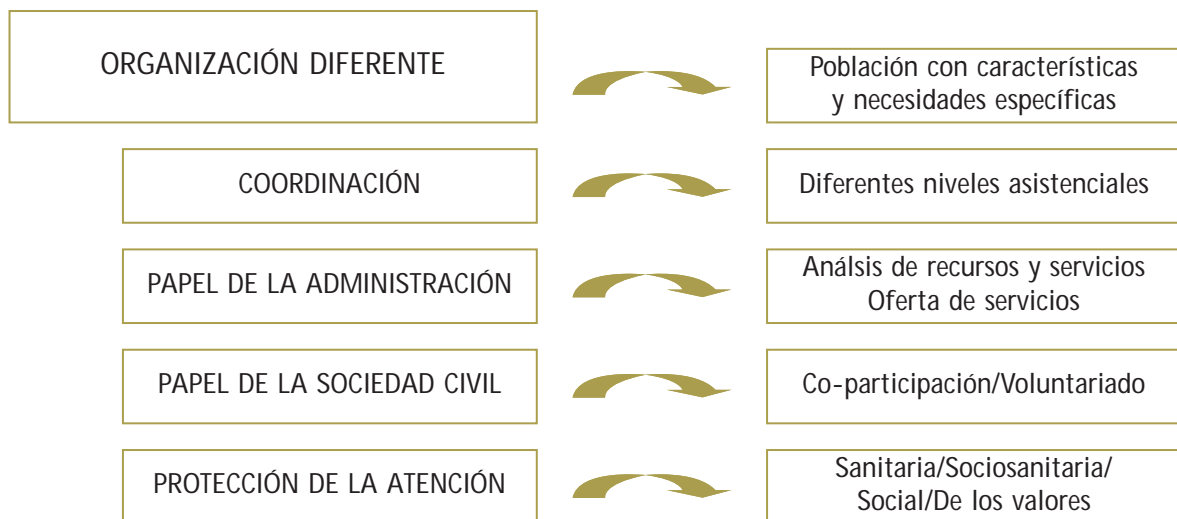 ORGANIZACIÓN DIFERENTE
Población con características
y necesidades específicas
COORDINACIÓN
Diferentes niveles asistenciales
PAPEL DE LA ADMINISTRACIÓN
Análsis de recursos y servicios
Oferta de servicios
PAPEL DE LA SOCIEDAD CIVIL
Co-participación/Voluntariado
PROTECCIÓN DE LA ATENCIÓN
Sanitaria/Sociosanitaria/
Social/De los valores